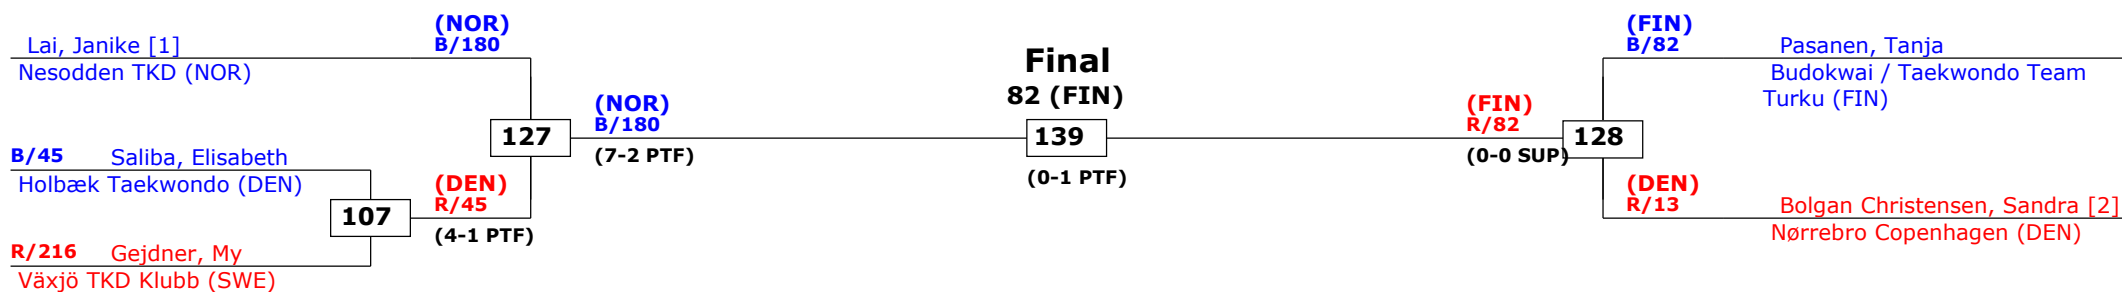 (NOR)
B/180
Lai, Janike [1]
Nesodden TKD (NOR)
B/45 Saliba, Elisabeth
Holbæk Taekwondo (DEN)
107
R/216 Gejdner, My
Växjö TKD Klubb (SWE)
(DEN)
R/45
(4-1 PTF)
127
(NOR)
B/180
(7-2 PTF)
Final
82 (FIN)
139
(0-1 PTF)
(FIN)
R/82
(0-0 SUP)
128
(FIN)
B/82
Pasanen, Tanja
Budokwai / Taekwondo Team
Turku (FIN)
(DEN)
R/13
Bolgan Christensen, Sandra [2]
Nørrebro Copenhagen (DEN)